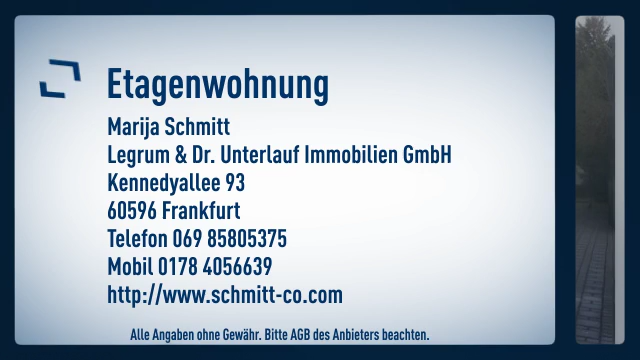 Etagenwohnung
Marija Schmitt
Legrum & Dr. Unterlauf Immobilien GmbH
Kennedyallee 93
60596 Frankfurt
Telefon 069 85805375
Mobil 0178 4056639
http://www.schmitt-co.com
Alle Angaben ohne Gewähr. Bitte AGB des Anbieters beachten.